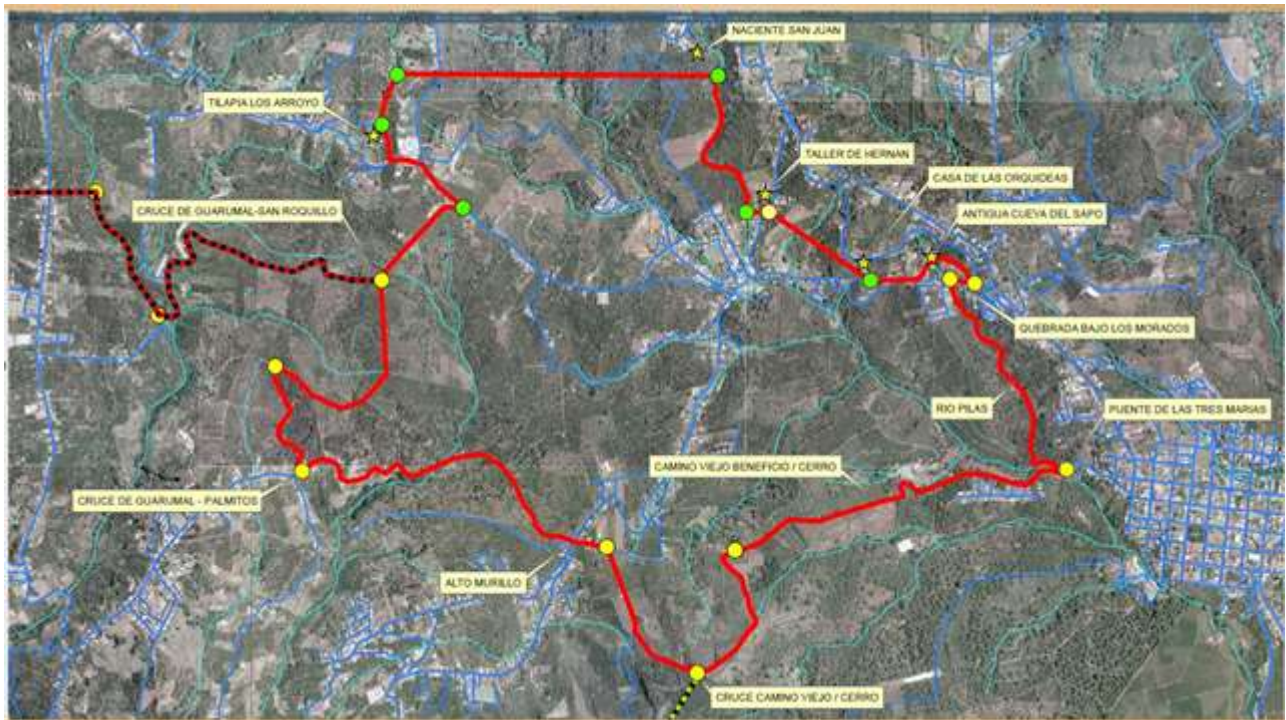 NACIENTE SAN JUAN
TILAPIA LOS ARROYO
TALLER DE HERNAN
CASA DE LAS ORQUIDEAS
CRUCE DE GUARUMAL-SAN ROQUILLO
ANTIGUA CUEVA DEL SAPO
QUEBRADA BAJO LOS MORADOS
RIO PILAS
PUENTE DE LAS TRES MARIAS
CAMINO VIEJO BENEFICIO / CERRO
CRUCE DE GUARUMAL - PALMITOS
ALTO MURILLO
CRUCE CAMINO VIEJO / CERRO